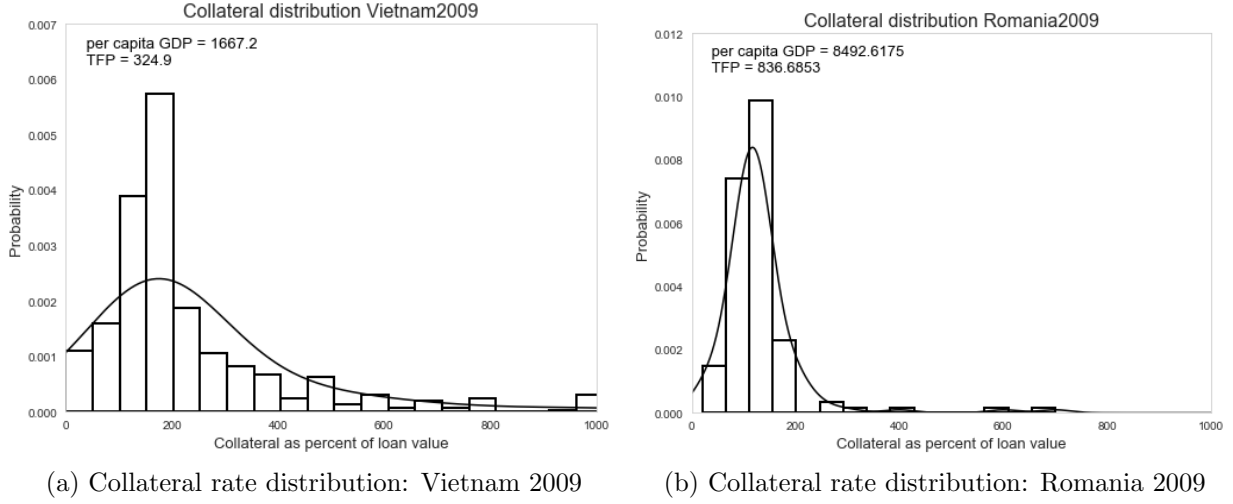 Collateral distribution Vietnam2009
per capita GDP = 1667.2
TFP = 324.9
0.007
0.006
0.005
0.004
0.003
0.002
0.001
0.000
Probability
0 200 400 600 800 1000
Collateral as percent of loan value
(a) Collateral rate distribution: Vietnam 2009
Collateral distribution Romania2009
per capita GDP = 8492.6175
TFP = 836.6853
0.012
0.010
0.008
0.006
0.004
0.002
0.000
Probability
0 200 400 600 800 1000
Collateral as percent of loan value
(b) Collateral rate distribution: Romania 2009